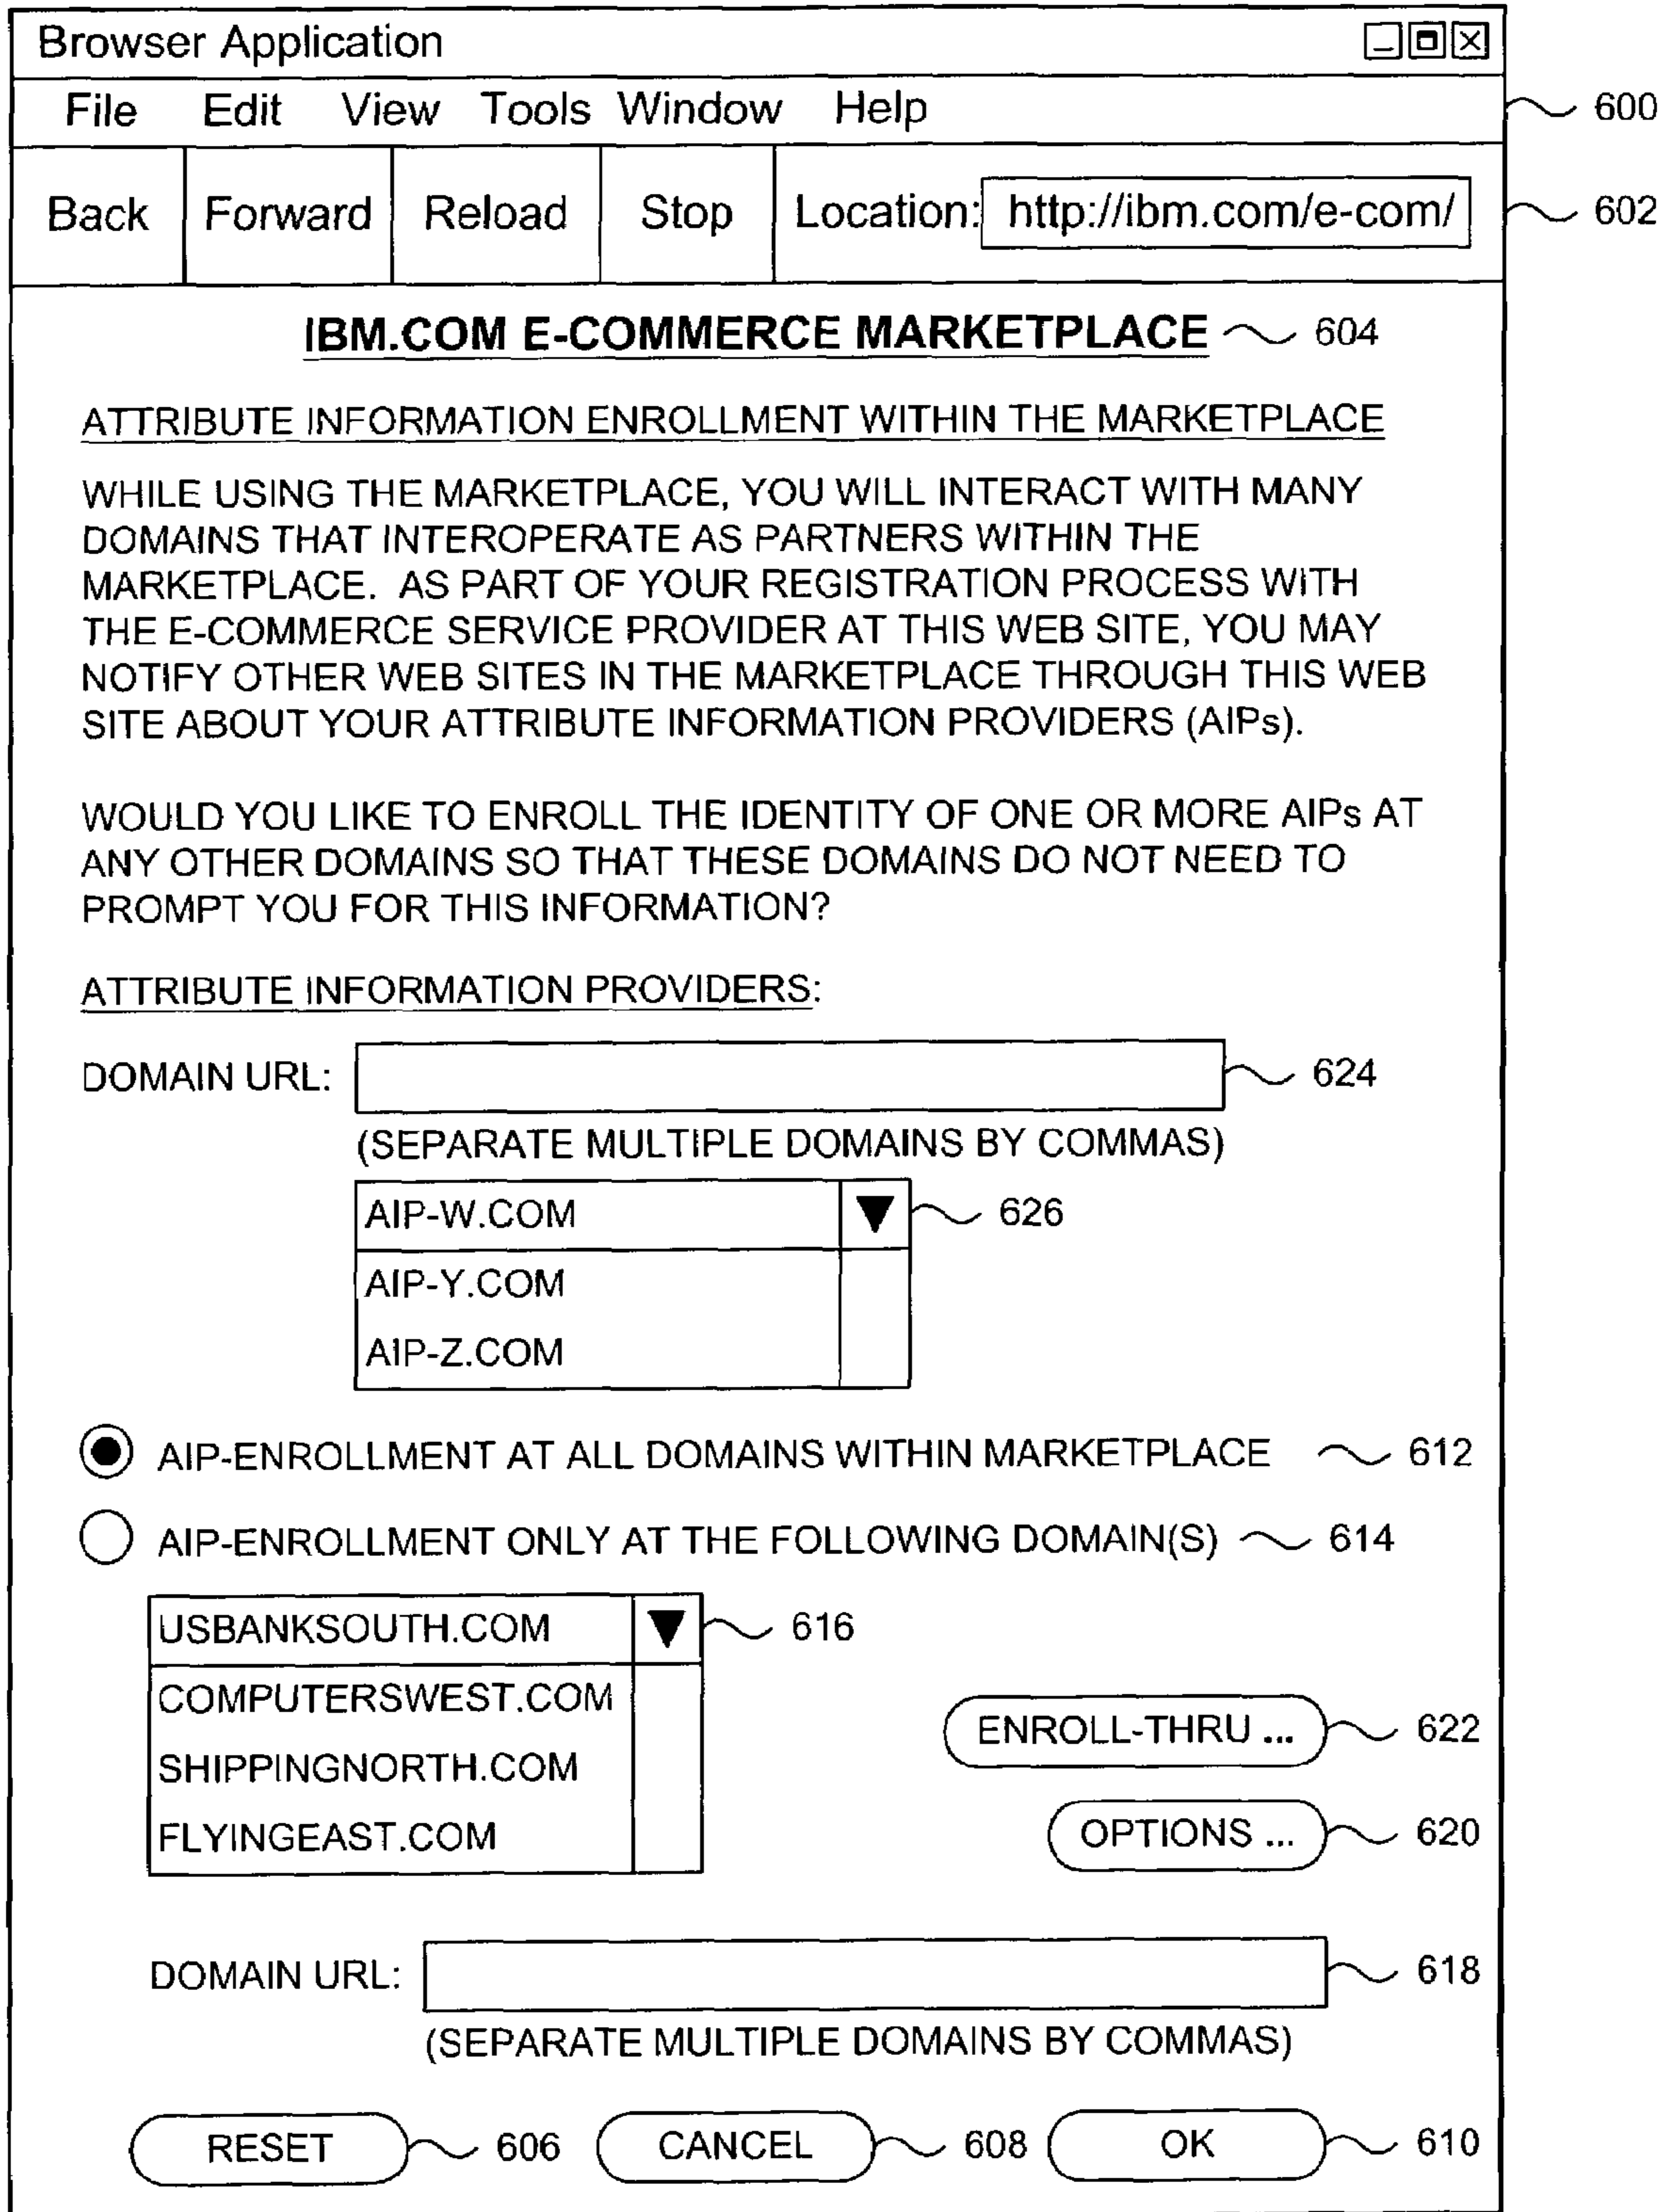 Browser Application
File Edit View Tools Window Help 600
Back Forward Reload Stop Location: http://ibm.com/e-com/ 602
IBM.COM E-COMMERCE MARKETPLACE 604
ATTRIBUTE INFORMATION ENROLLMENT WITHIN THE MARKETPLACE
WHILE USING THE MARKETPLACE, YOU WILL INTERACT WITH MANY
DOMAINS THAT INTEROPERATE AS PARTNERS WITHIN THE
MARKETPLACE. AS PART OF YOUR REGISTRATION PROCESS WITH
THE E-COMMERCE SERVICE PROVIDER AT THIS WEB SITE, YOU MAY
NOTIFY OTHER WEB SITES IN THE MARKETPLACE THROUGH THIS WEB
SITE ABOUT YOUR ATTRIBUTE INFORMATION PROVIDERS (AIPs).
WOULD YOU LIKE TO ENROLL THE IDENTITY OF ONE OR MORE AIPs AT
ANY OTHER DOMAINS SO THAT THESE DOMAINS DO NOT NEED TO
PROMPT YOU FOR THIS INFORMATION?
ATTRIBUTE INFORMATION PROVIDERS:
DOMAIN URL: 624
(SEPARATE MULTIPLE DOMAINS BY COMMAS)
AIP-W.COM 626
AIP-Y.COM
AIP-Z.COM
AIP-ENROLLMENT AT ALL DOMAINS WITHIN MARKETPLACE 612
AIP-ENROLLMENT ONLY AT THE FOLLOWING DOMAIN(S) 614
USBANKSOUTH.COM 616
COMPUTERSWEST.COM
ENROLL-THRU ... 622
SHIPPINGNORTH.COM
OPTIONS ... 620
FLYINGEAST.COM
DOMAIN URL: 618
(SEPARATE MULTIPLE DOMAINS BY COMMAS)
RESET 606 CANCEL 608 OK 610